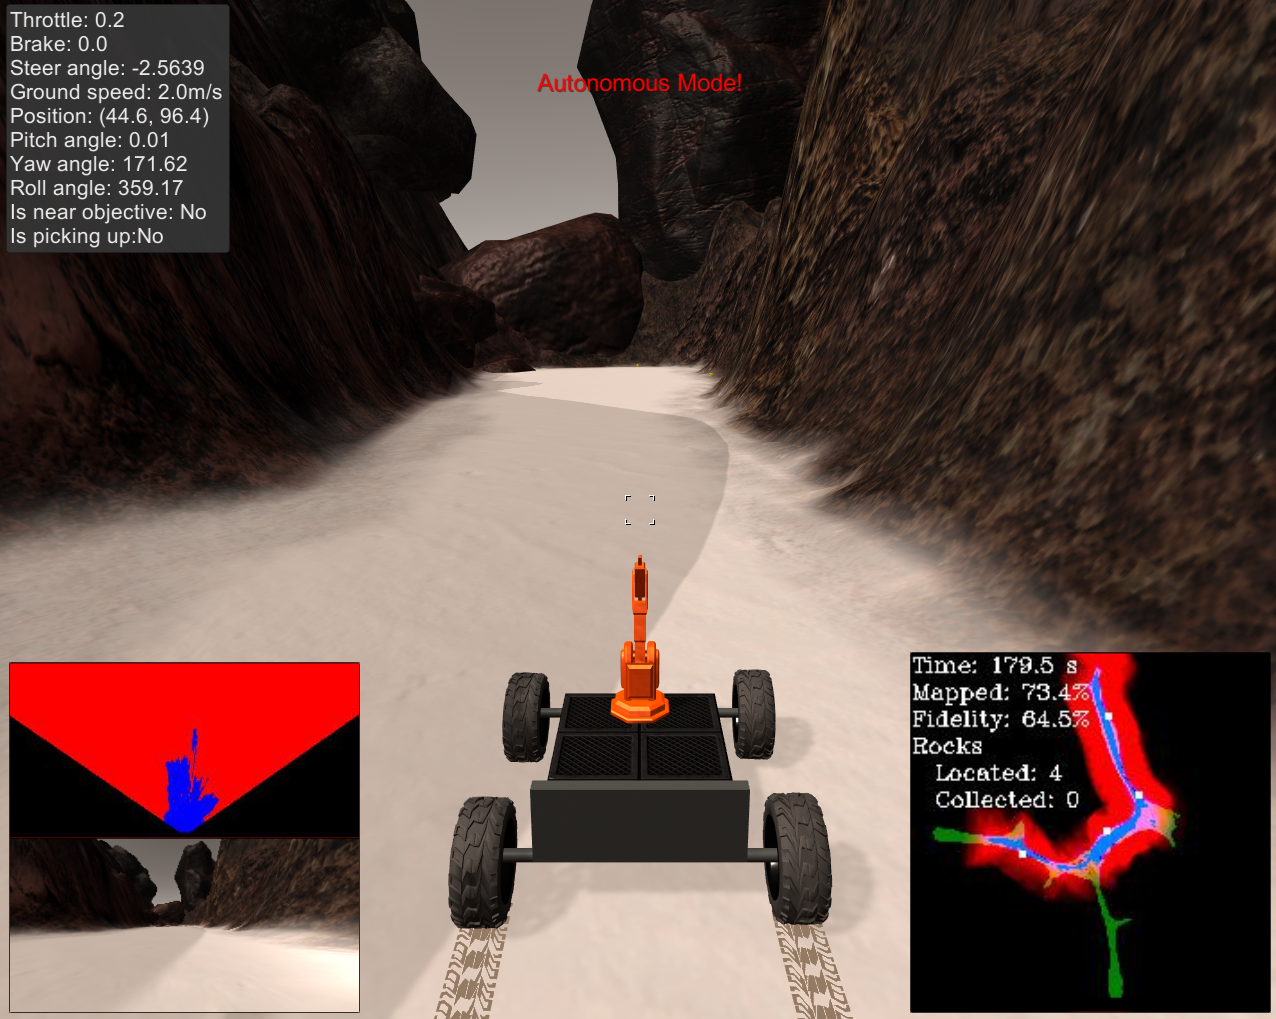 Throttle: 0.2
Brake: 0.0
Steer angle: -2.5639
Ground speed: 2.0m/s
Position: (44.6, 96.4)
Pitch angle: 0.01
Yaw angle: 171.62
Roll angle: 359.17
Is near objective: No
Is picking up:No
Autonomous Mode!
Time: 179.5 s
Mapped: 73.4%
Fidelity: 64.5%
Rocks
Located: 4
Collected: 0